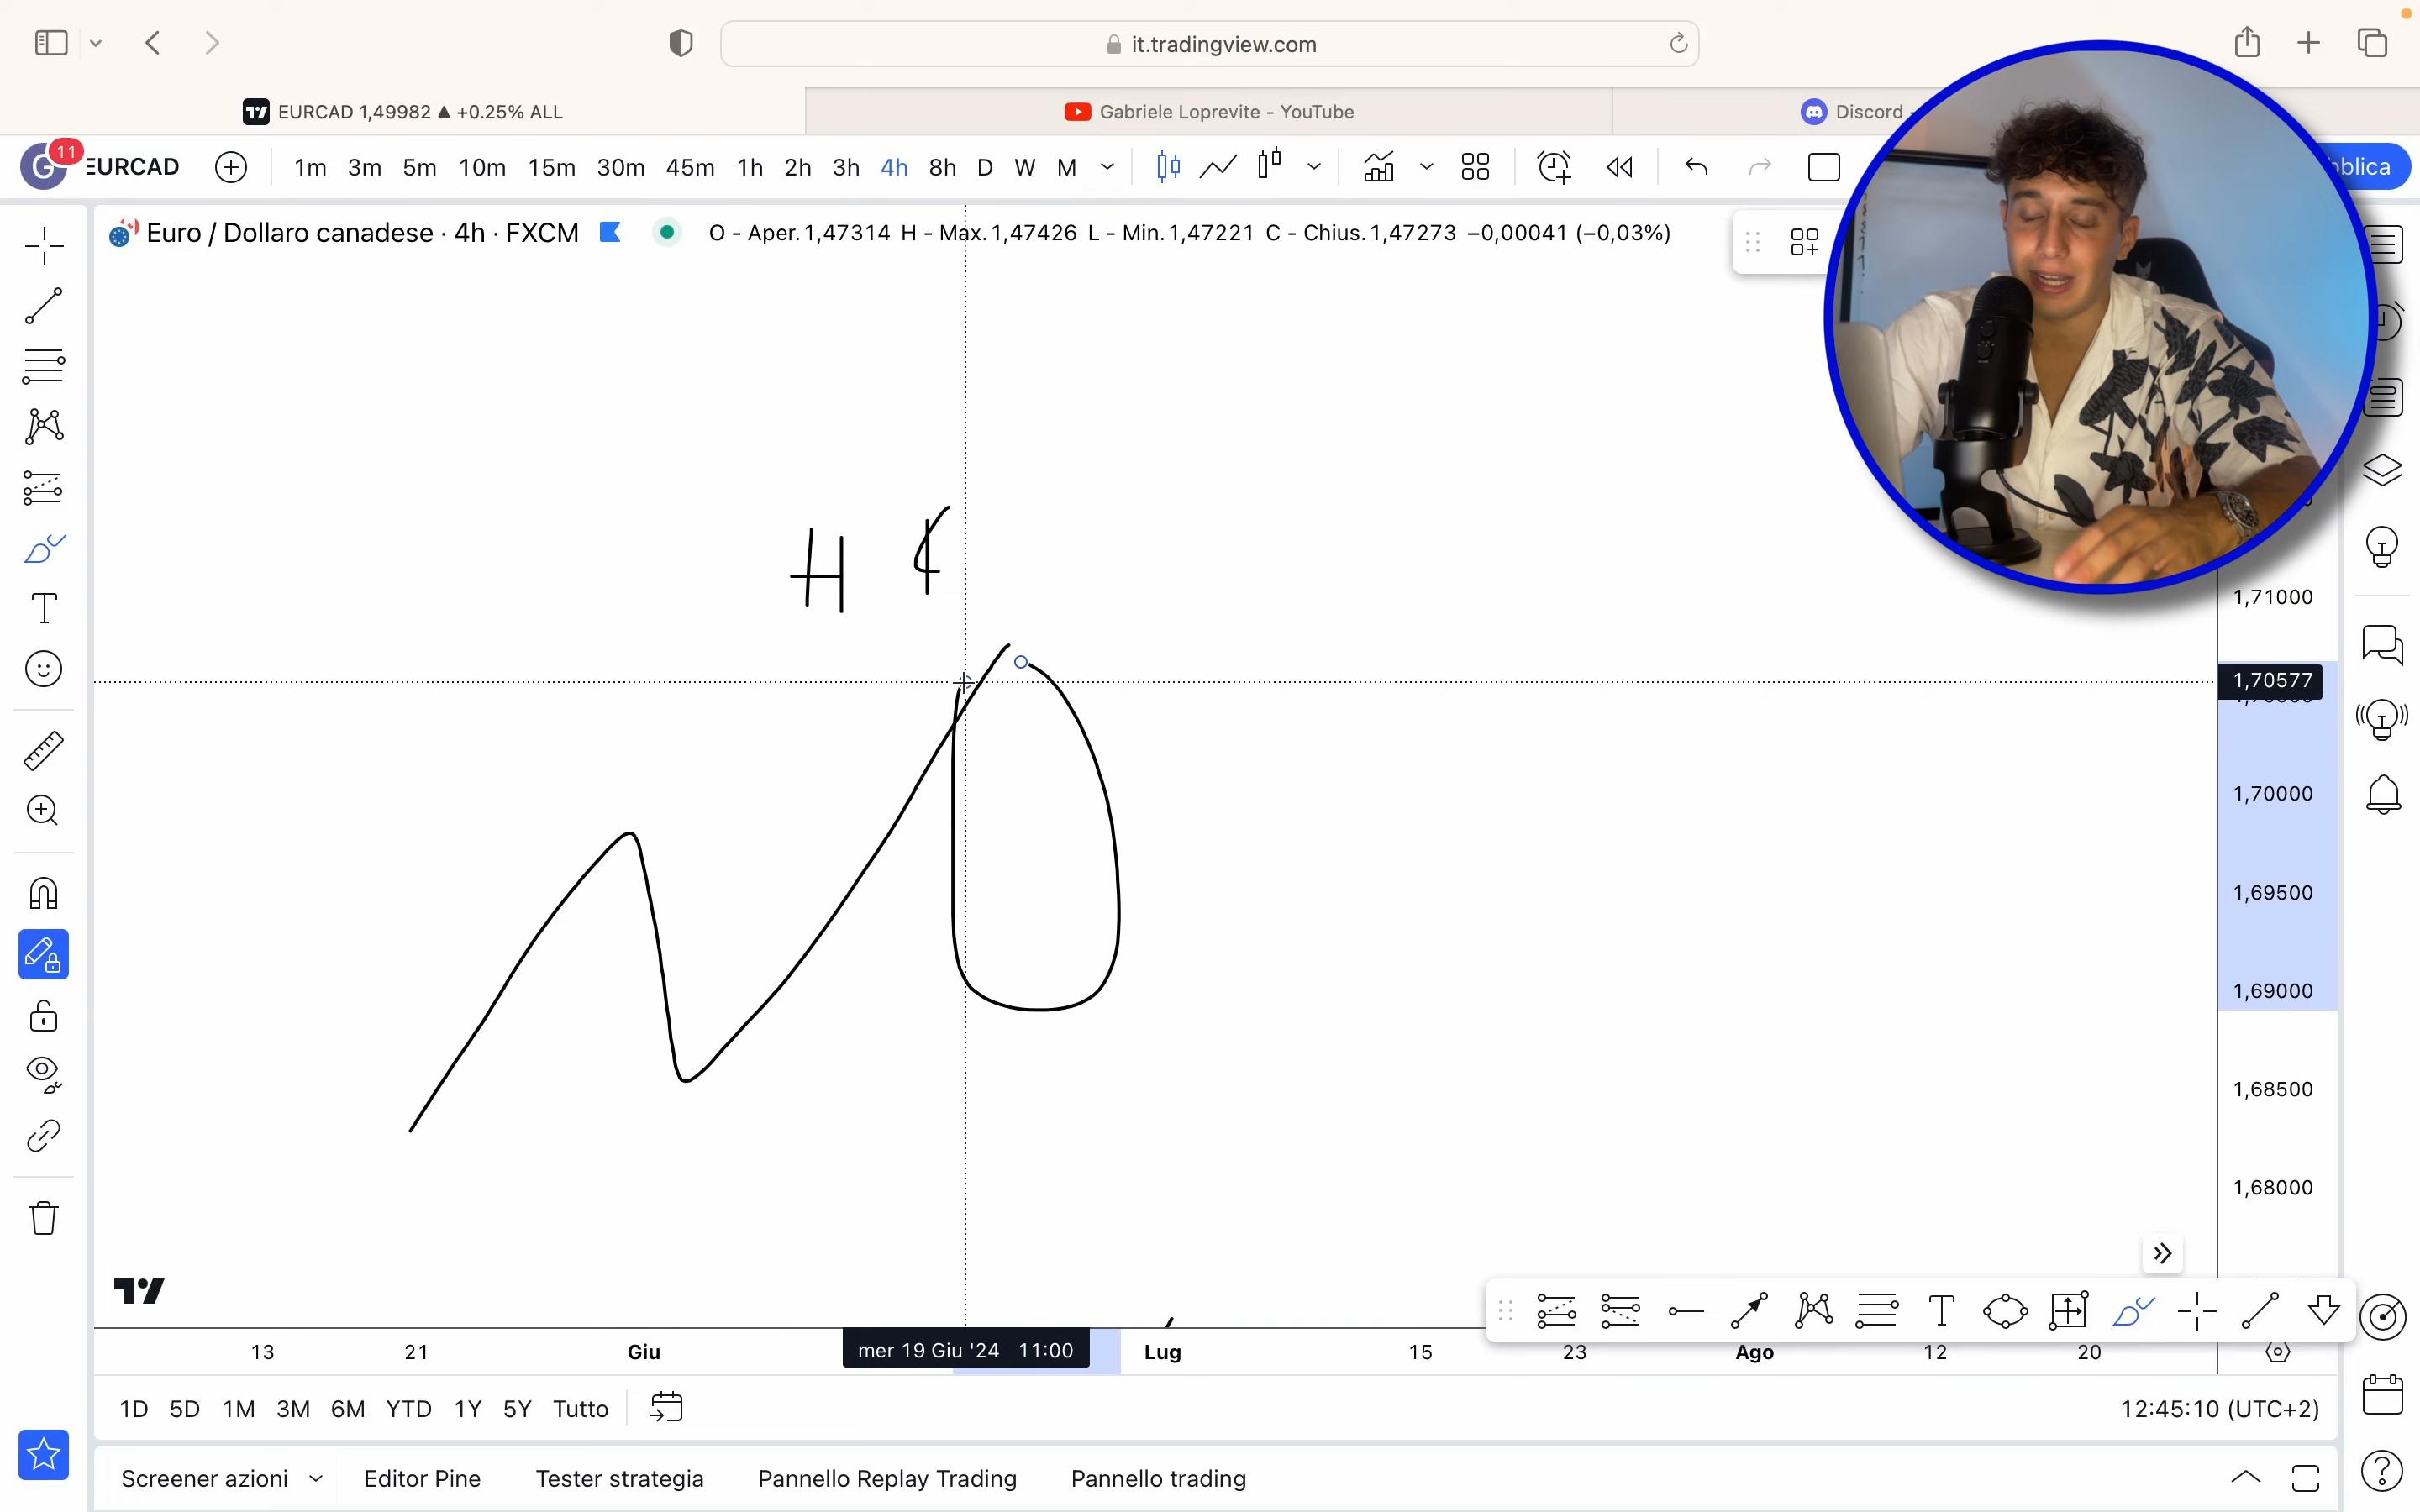 it.tradingview.com
EURCAD 1,49982 ▲ +0.25% ALL
Gabriele Loprevite - YouTube
Discord
G 11 EURCAD 1m 3m 5m 10m 15m 30m 45m 1h 2h 3h 4h 8h D W M bblica
Euro / Dollaro canadese · 4h · FXCM O - Aper. 1,47314 H - Max. 1,47426 L - Min. 1,47221 C - Chius. 1,47273 −0,00041 (−0,03%)
H 4
1,71000
1,70577
1,70000
1,69500
1,69000
1,68500
1,68000
13 21 Giu mer 19 Giu '24 11:00 Lug 15 23 Ago 12 20
1D 5D 1M 3M 6M YTD 1Y 5Y Tutto 12:45:10 (UTC+2)
Screener azioni Editor Pine Tester strategia Pannello Replay Trading Pannello trading